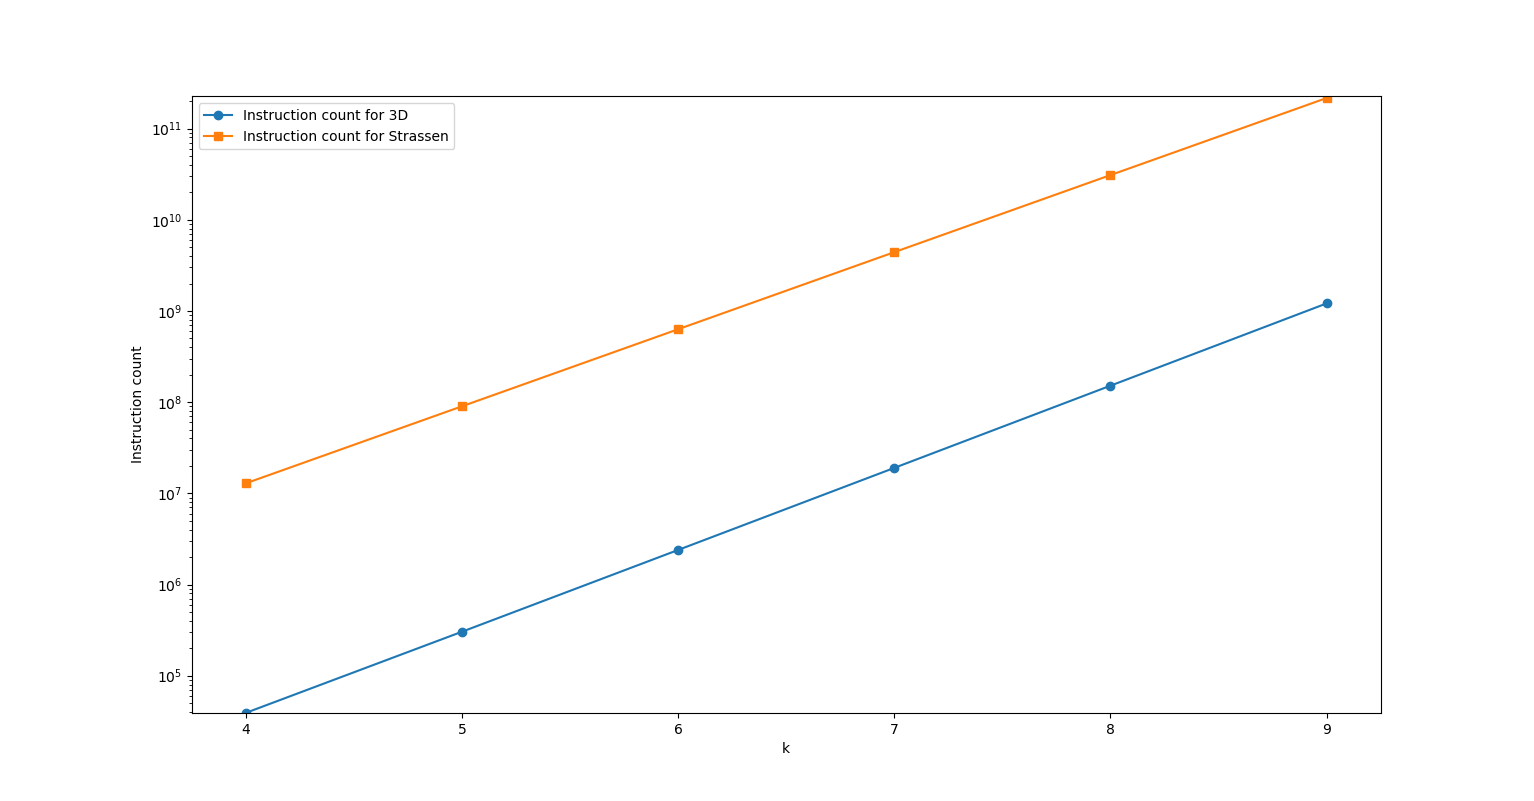 Instruction count for 3D
Instruction count for Strassen
10¹¹
10¹⁰
10⁹
10⁸
10⁷
10⁶
10⁵
Instruction count
4 5 6 7 8 9
k